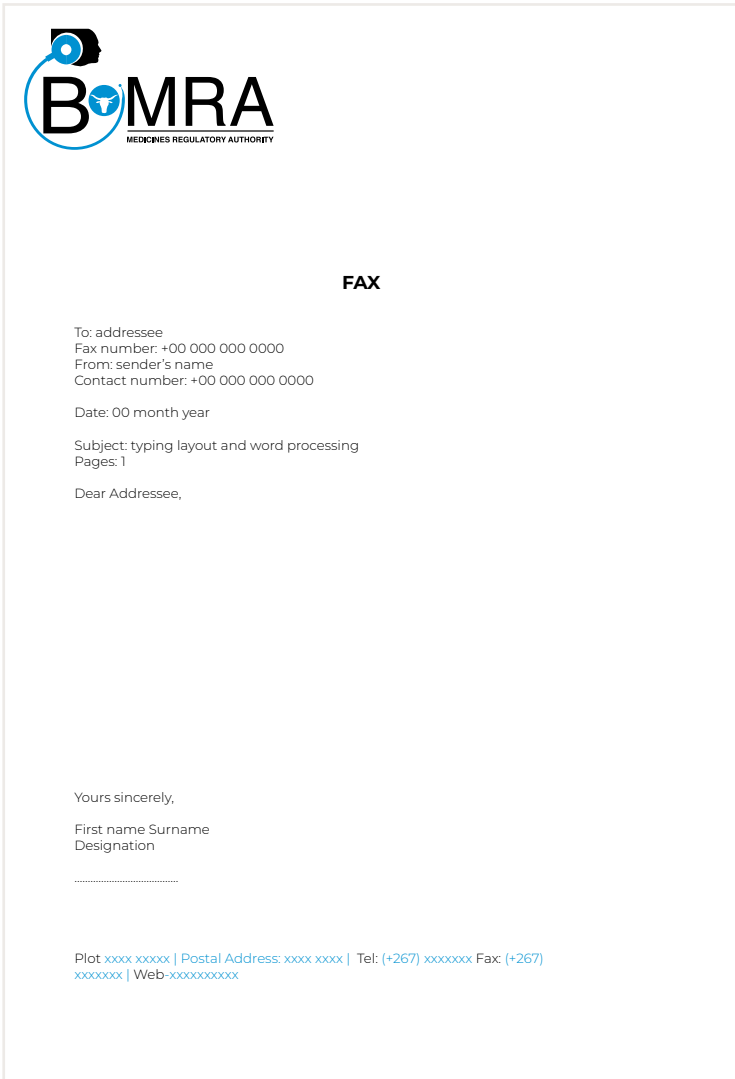 BoMRA
MEDICINES REGULATORY AUTHORITY
FAX
To: addressee
Fax number: +00 000 000 0000
From: sender’s name
Contact number: +00 000 000 0000
Date: 00 month year
Subject: typing layout and word processing
Pages: 1
Dear Addressee,
Yours sincerely,
First name Surname
Designation
.......................................
Plot xxxx xxxxx | Postal Address: xxxx xxxx | Tel: (+267) xxxxxxx Fax: (+267)
xxxxxxx | Web-xxxxxxxxxx